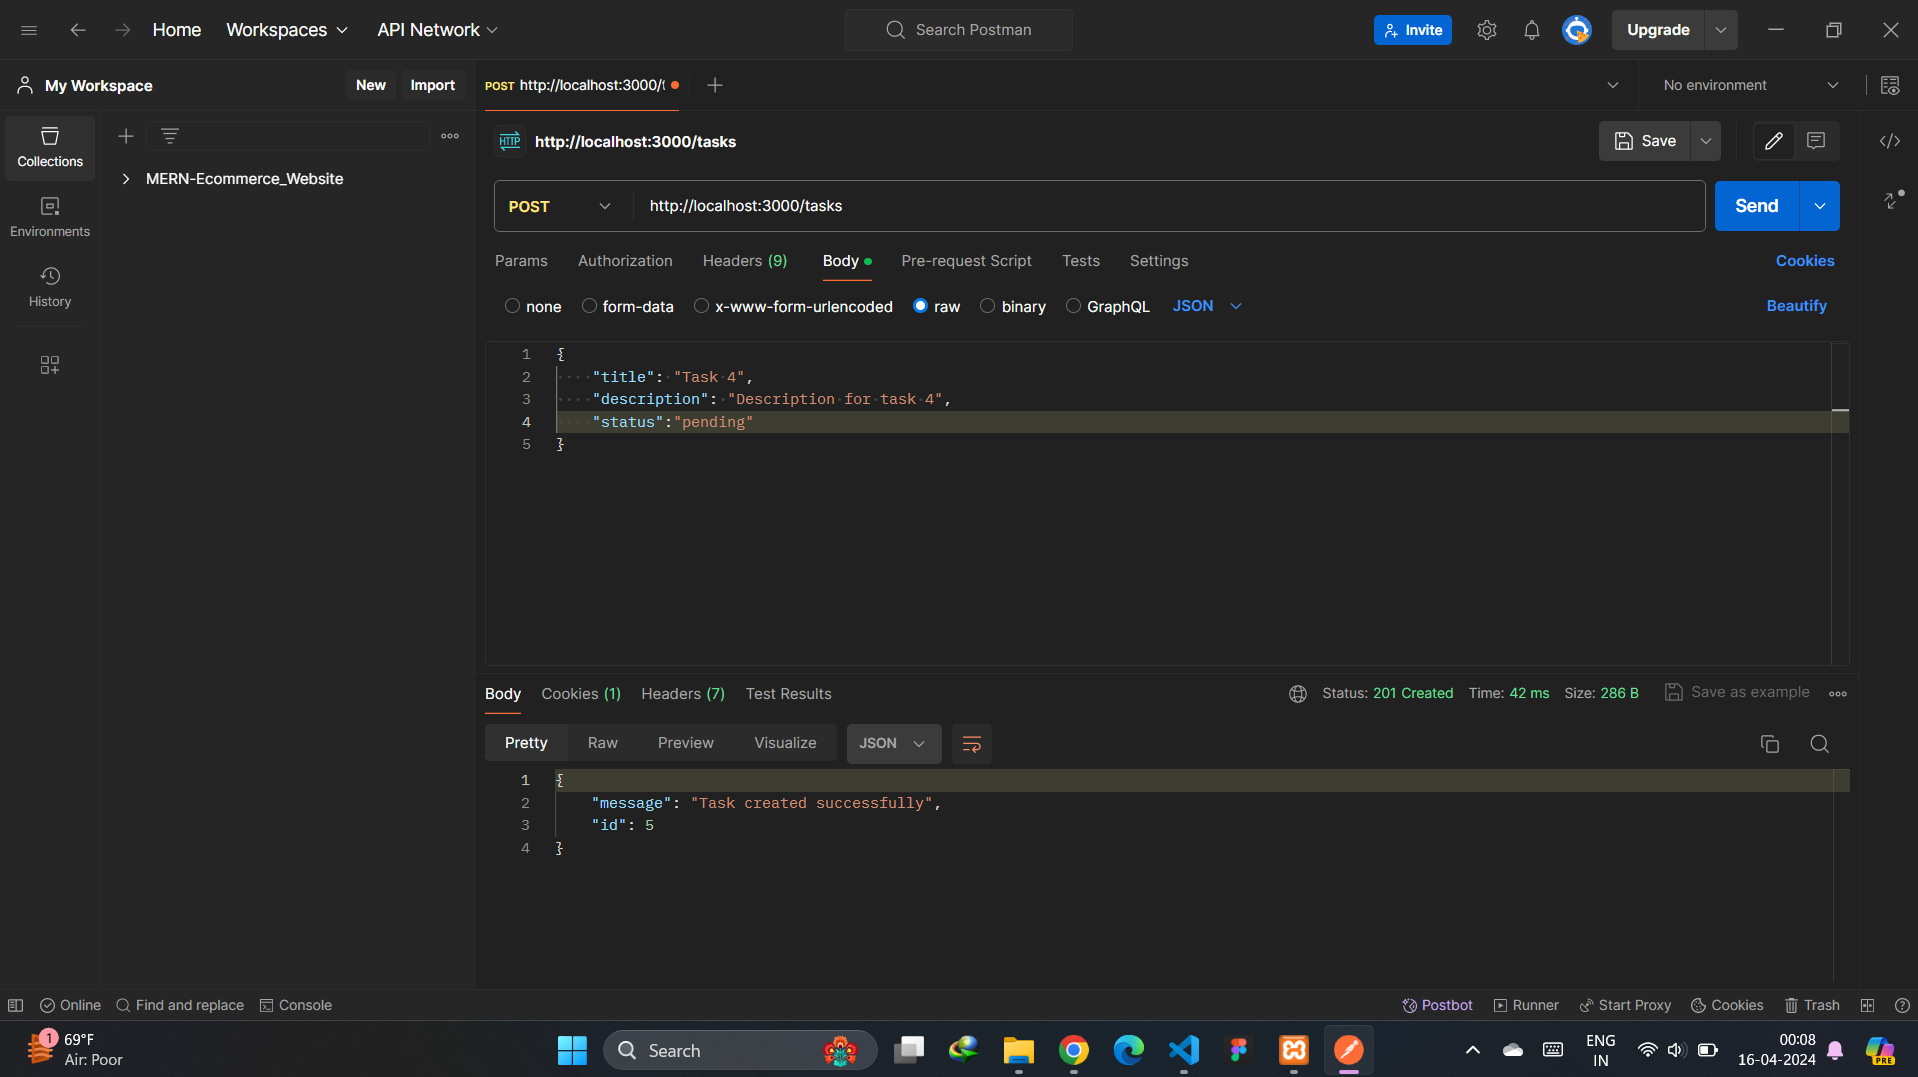 Home Workspaces API Network Search Postman Invite Upgrade
My Workspace New Import POST http://localhost:3000/t No environment
HTTP http://localhost:3000/tasks Save
Collections
MERN-Ecommerce_Website
POST http://localhost:3000/tasks Send
Environments
Params Authorization Headers (9) Body Pre-request Script Tests Settings Cookies
History
none form-data x-www-form-urlencoded raw binary GraphQL JSON Beautify
1 {
2 "title": "Task 4",
3 "description": "Description for task 4",
4 "status":"pending"
5 }
Body Cookies (1) Headers (7) Test Results Status: 201 Created Time: 42 ms Size: 286 B Save as example
Pretty Raw Preview Visualize JSON
1 {
2 "message": "Task created successfully",
3 "id": 5
4 }
Online Find and replace Console Postbot Runner Start Proxy Cookies Trash
1 69°F
Air: Poor
Search
ENG
IN
00:08
16-04-2024
PRE